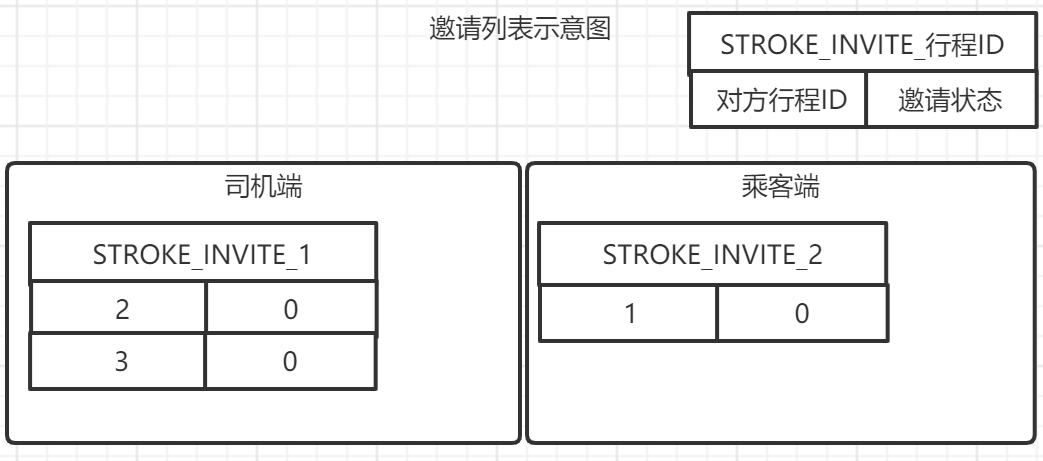 邀请列表示意图
STROKE_INVITE_行程ID
对方行程ID 邀请状态
司机端
STROKE_INVITE_1
2 0
3 0
乘客端
STROKE_INVITE_2
1 0